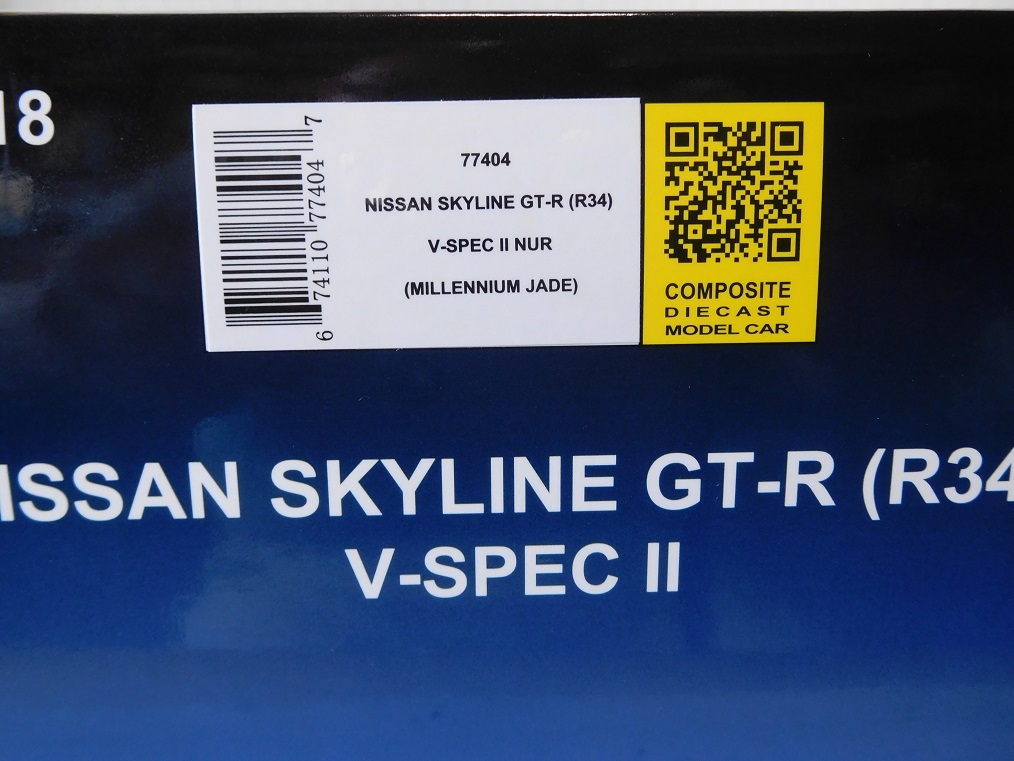 18
6 74110 77404 7
77404
NISSAN SKYLINE GT-R (R34)
V-SPEC II NUR
(MILLENNIUM JADE)
COMPOSITE
DIECAST
MODEL CAR
NISSAN SKYLINE GT-R (R34
V-SPEC II